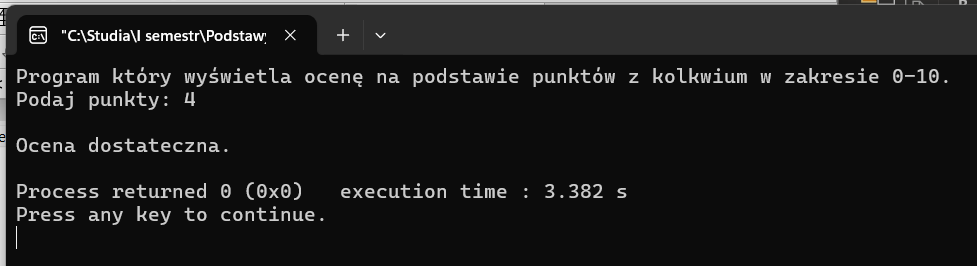 "C:\Studia\I semestr\Podstawy
Program który wyświetla ocenę na podstawie punktów z kolkwium w zakresie 0-10.
Podaj punkty: 4
Ocena dostateczna.
Process returned 0 (0x0)   execution time : 3.382 s
Press any key to continue.